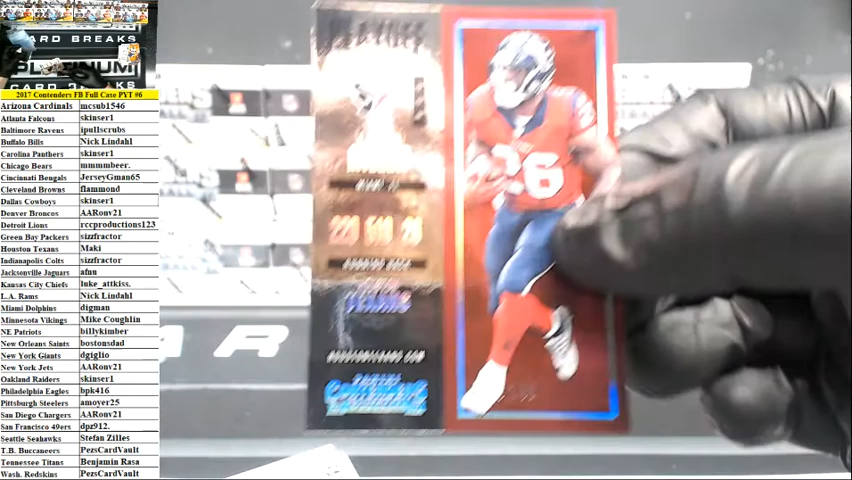 CARD BREAKS
PLATINUM
CARD BREAKS
2017 Contenders FB Full Case PYT #6
Arizona Cardinals mcsub1546
Atlanta Falcons skinser1
Baltimore Ravens ipullscrubs
Buffalo Bills Nick Lindahl
Carolina Panthers skinser1
Chicago Bears mmmmbeer.
Cincinnati Bengals JerseyGman65
Cleveland Browns flammond
Dallas Cowboys skinser1
Denver Broncos AARonv21
Detroit Lions rccproductions123
Green Bay Packers sizzfractor
Houston Texans Maki
Indianapolis Colts sizzfractor
Jacksonville Jaguars afnu
Kansas City Chiefs luke_attkiss.
L.A. Rams Nick Lindahl
Miami Dolphins digman
Minnesota Vikings Mike Coughlin
NE Patriots billykimber
New Orleans Saints bostonsdad
New York Giants dgiglio
New York Jets AARonv21
Oakland Raiders skinser1
Philadelphia Eagles bpk416
Pittsburgh Steelers amoyer25
San Diego Chargers AARonv21
San Francisco 49ers dpz912.
Seattle Seahawks Stefan Zilles
T.B. Buccaneers PezsCardVault
Tennessee Titans Benjamin Rasa
Wash. Redskins PezsCardVault
26
TEXANS
CONTENDERS